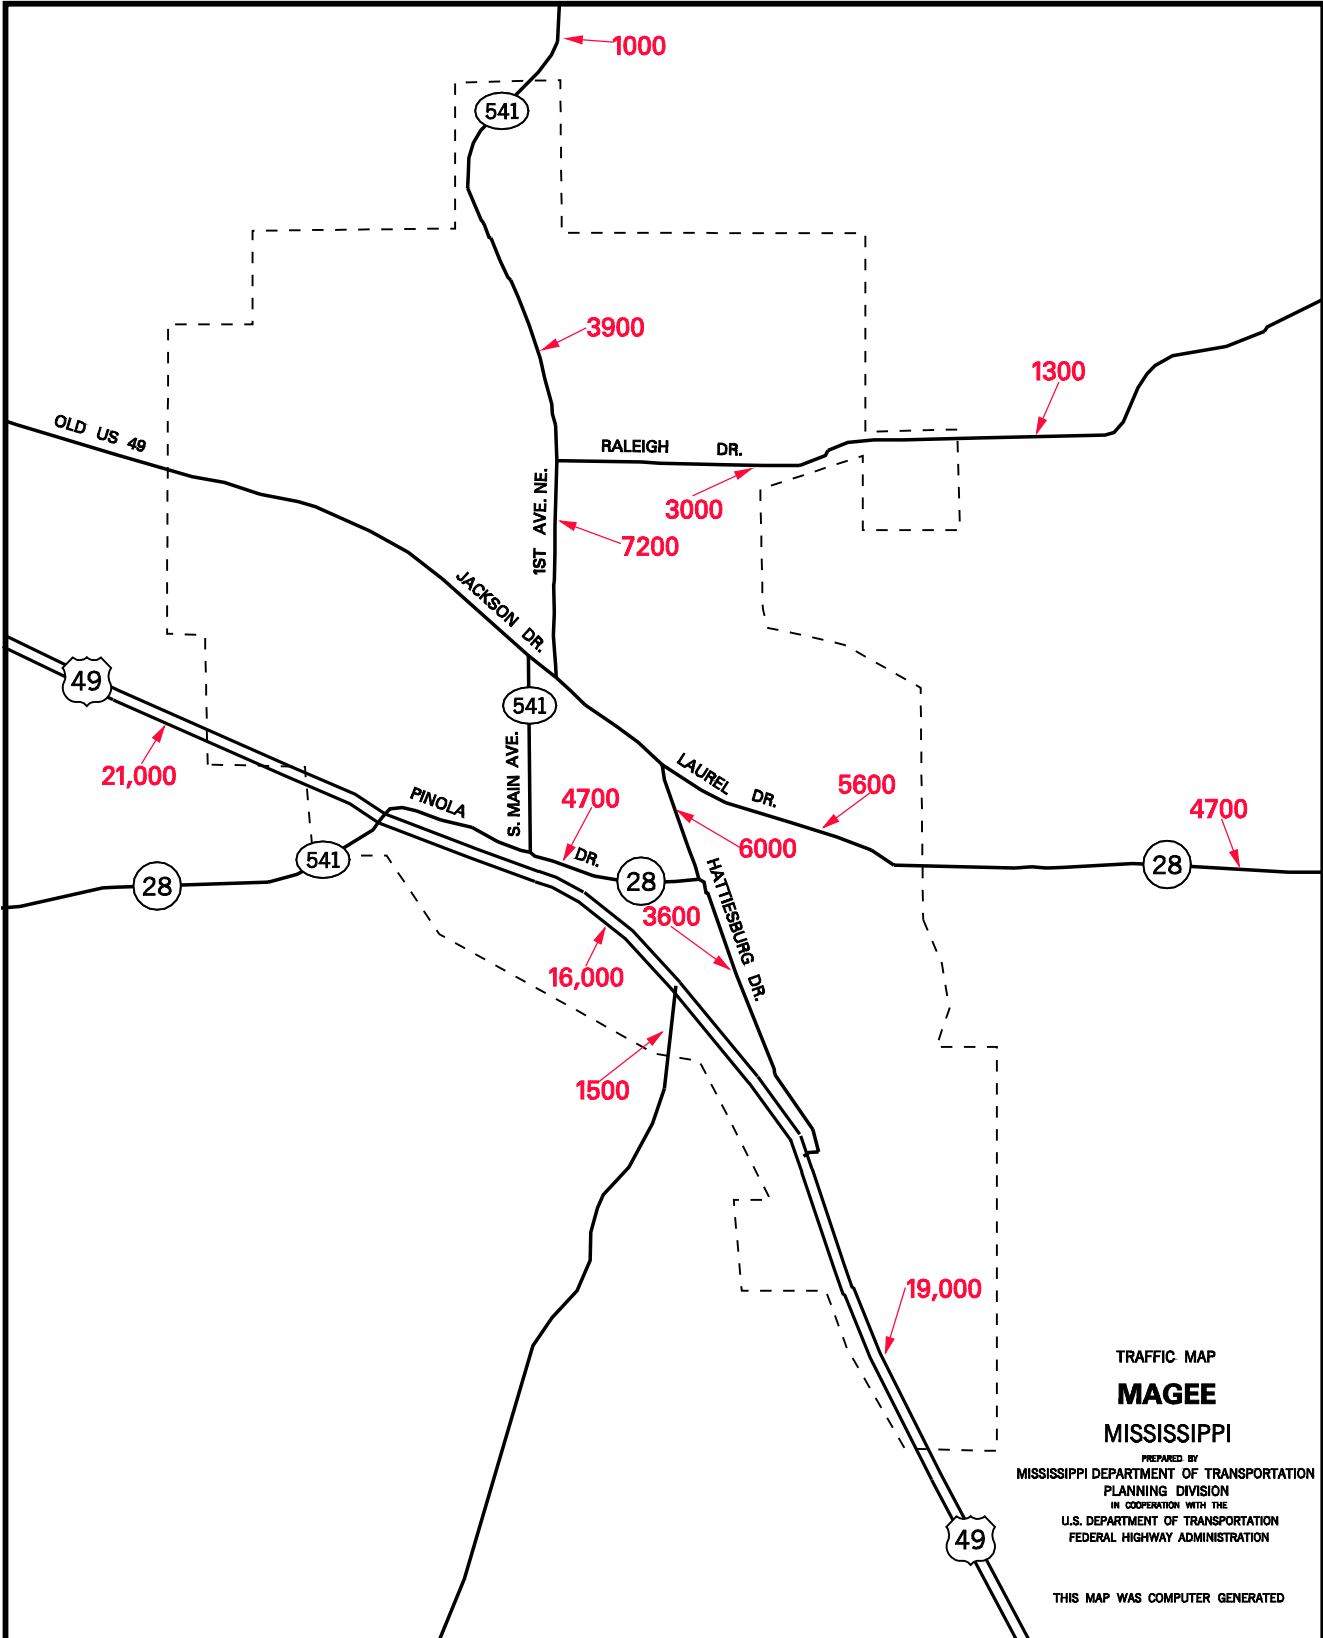 1000
541
3900
1300
OLD US 49
RALEIGH DR.
3000
1ST AVE. NE.
7200
JACKSON DR.
49
541
21,000
S. MAIN AVE.
PINOLA DR.
4700
LAUREL DR.
5600
4700
6000
541
28
28
28
HATTIESBURG DR.
3600
16,000
1500
19,000
TRAFFIC MAP
MAGEE
MISSISSIPPI
PREPARED BY
MISSISSIPPI DEPARTMENT OF TRANSPORTATION
PLANNING DIVISION
IN COOPERATION WITH THE
U.S. DEPARTMENT OF TRANSPORTATION
FEDERAL HIGHWAY ADMINISTRATION
49
THIS MAP WAS COMPUTER GENERATED